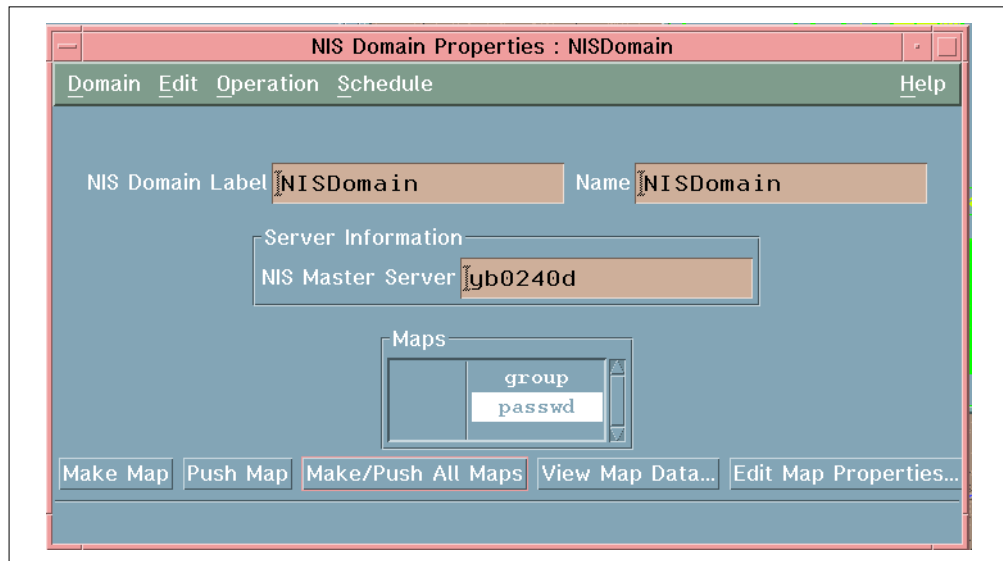 NIS Domain Properties : NISDomain
Domain Edit Operation Schedule Help
NIS Domain Label NISDomain Name NISDomain
Server Information
NIS Master Server yb0240d
Maps
group
passwd
Make Map Push Map Make/Push All Maps View Map Data... Edit Map Properties...